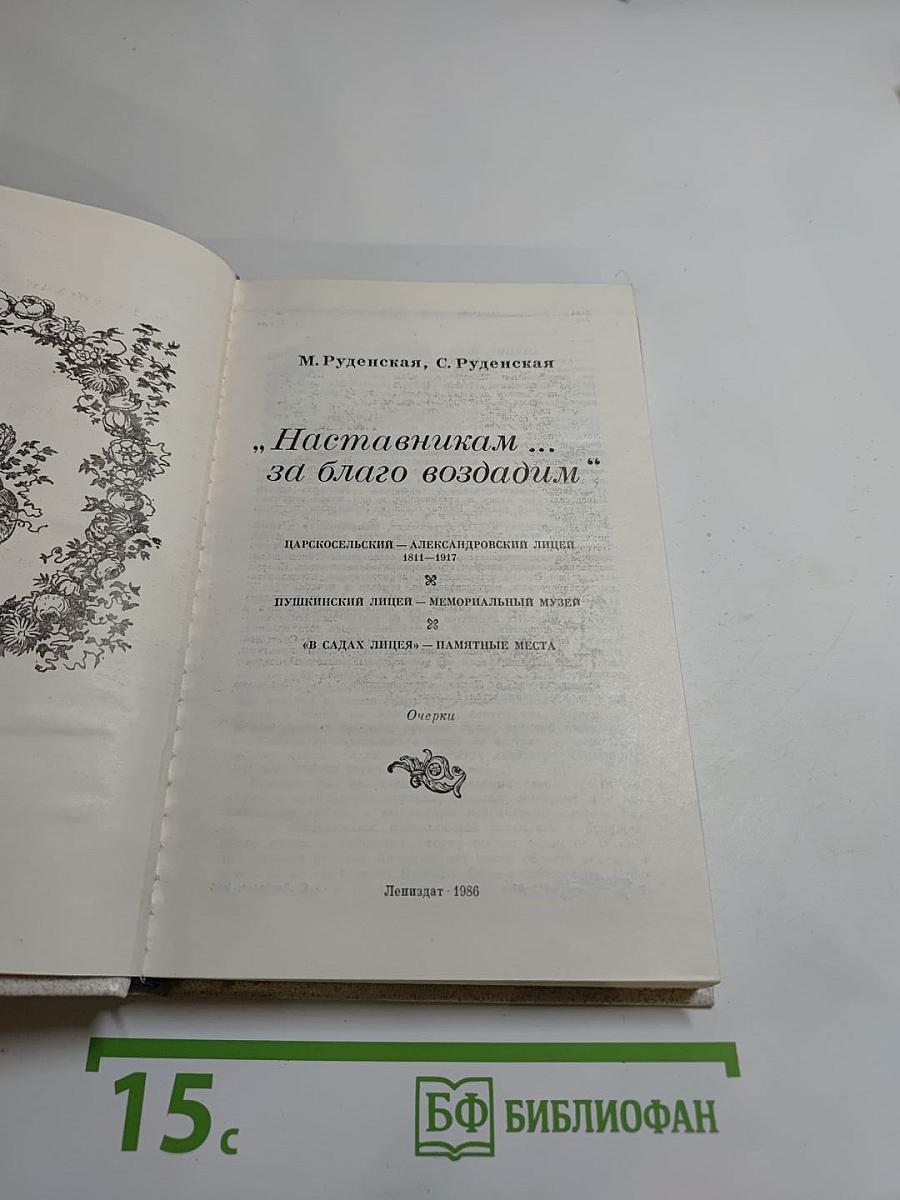 М. Руденская, С. Руденская
„Наставникам ...
за благо воздадим“
ЦАРСКОСЕЛЬСКИЙ — АЛЕКСАНДРОВСКИЙ ЛИЦЕЙ
1811—1917
ПУШКИНСКИЙ ЛИЦЕЙ — МЕМОРИАЛЬНЫЙ МУЗЕЙ
«В САДАХ ЛИЦЕЯ» — ПАМЯТНЫЕ МЕСТА
Очерки
Лениздат · 1986
15 с
БФ БИБЛИОФАН